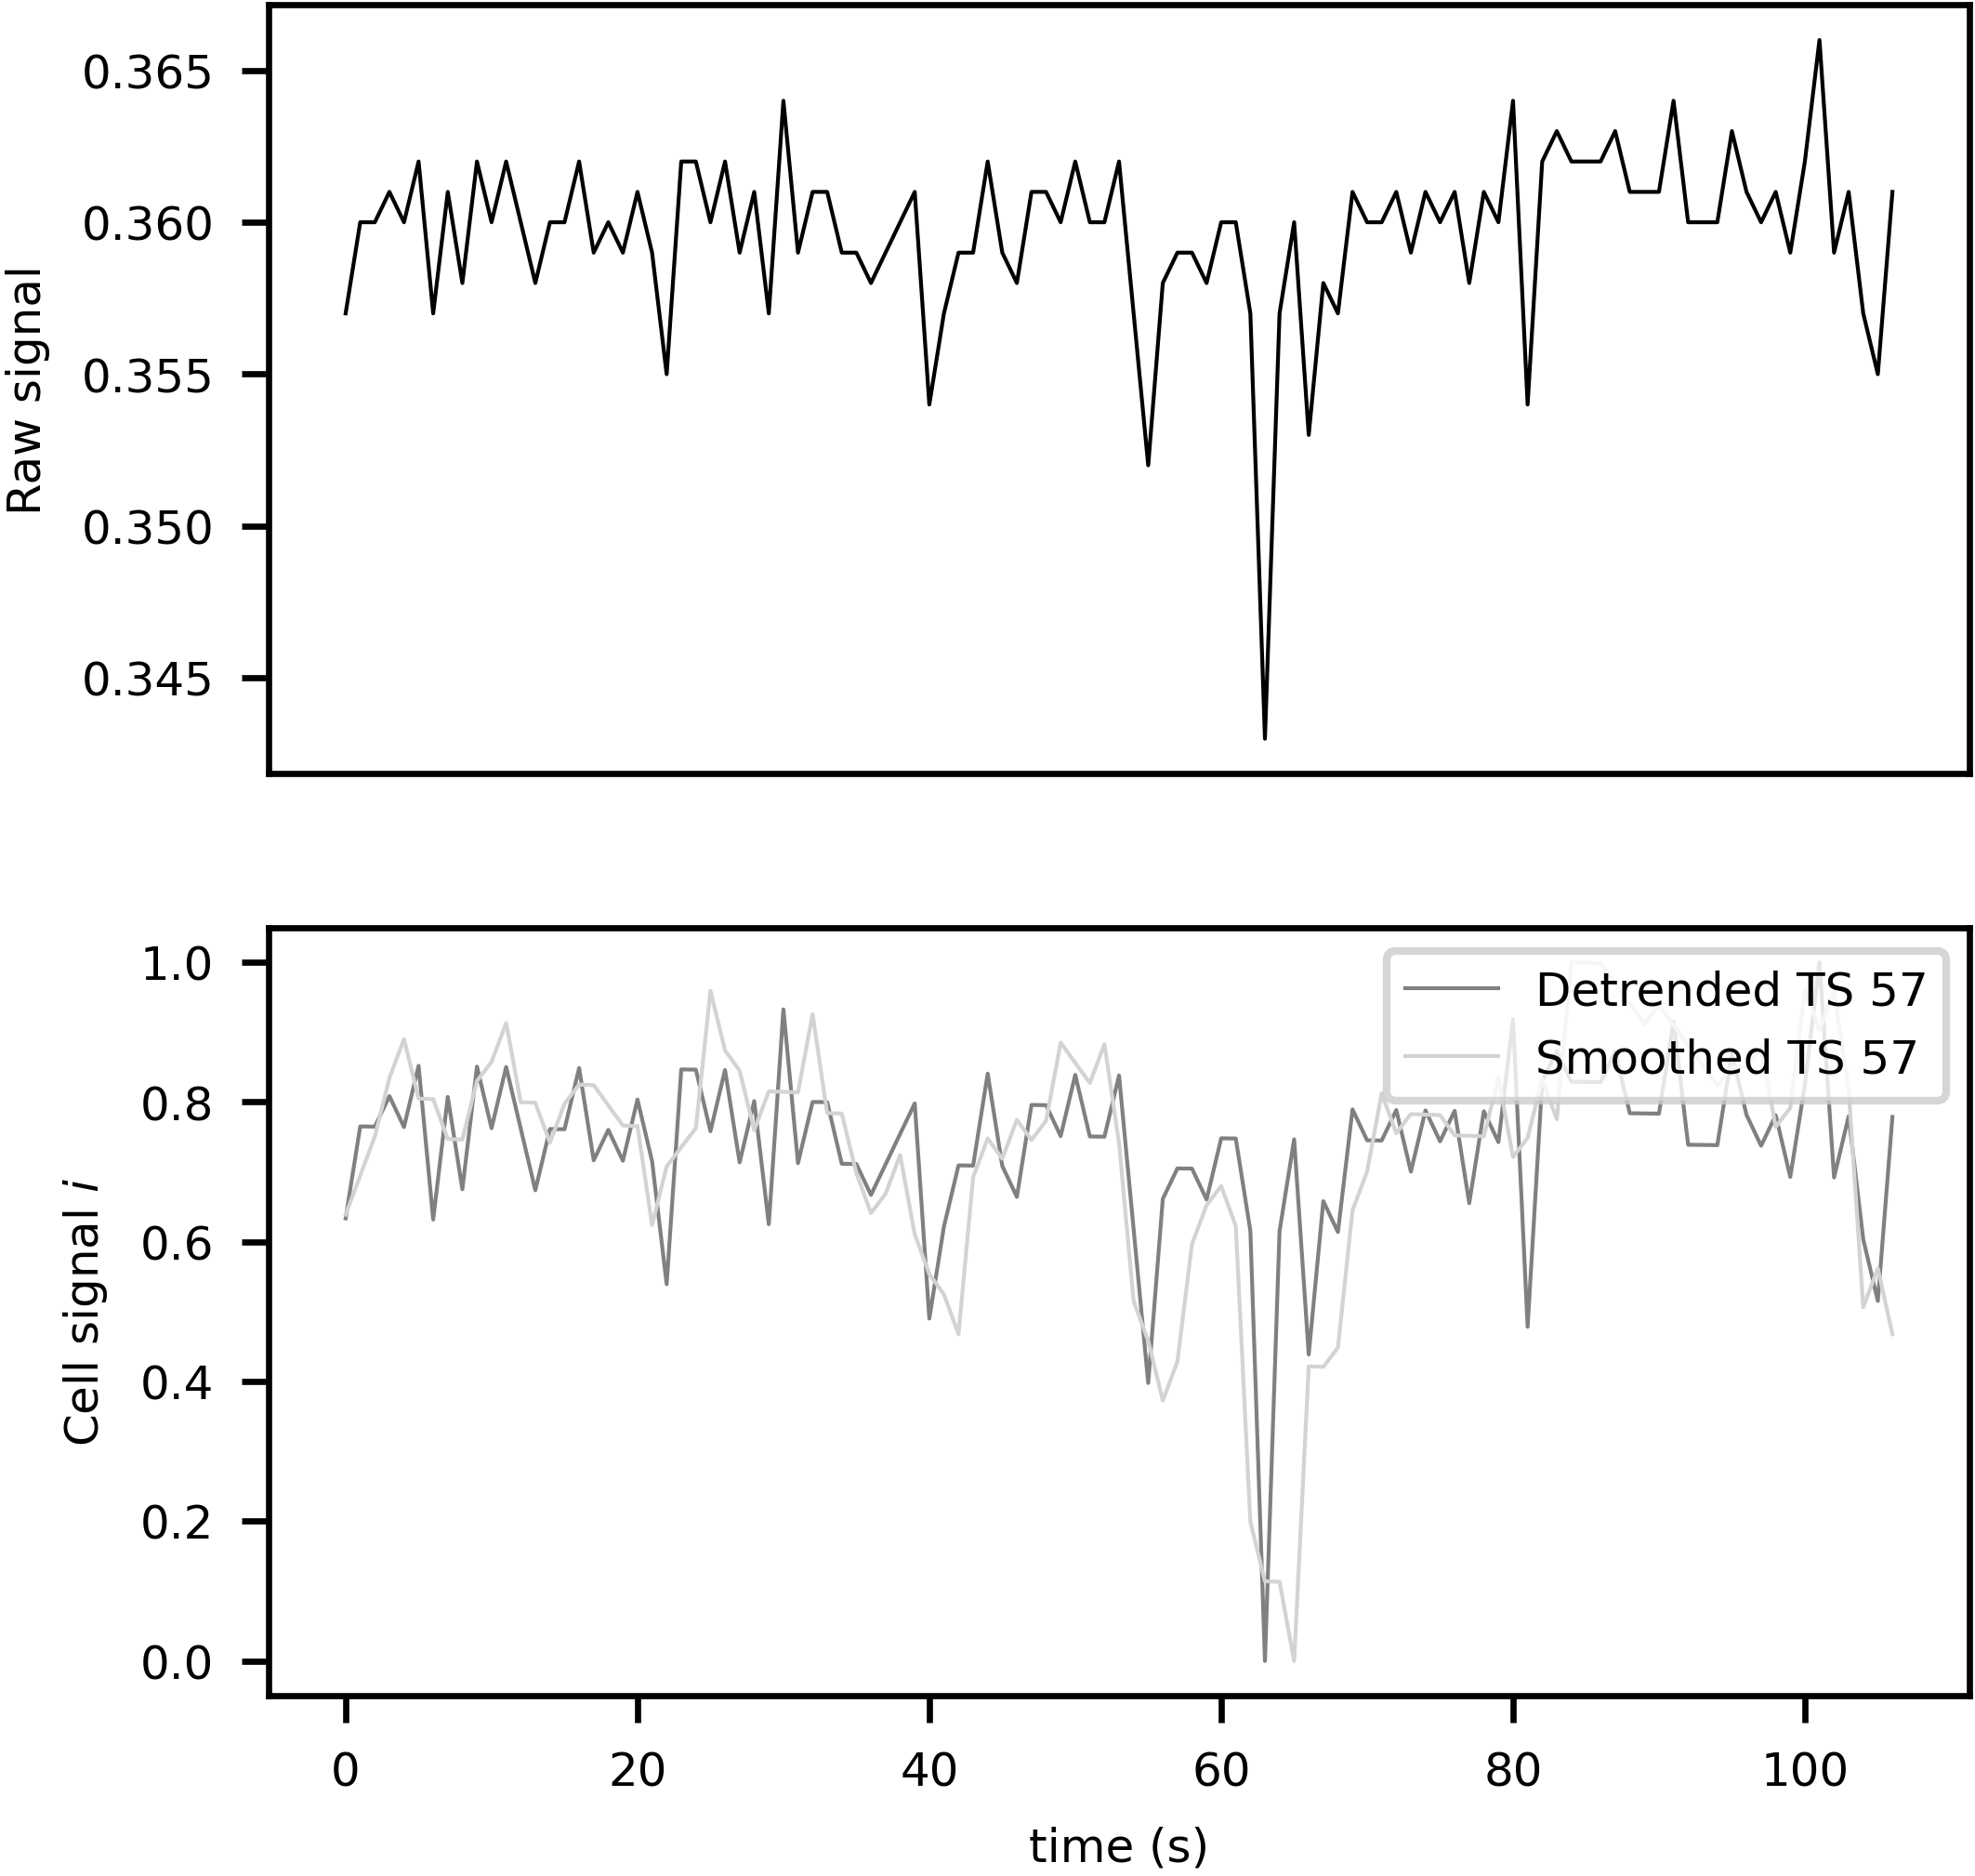 0.365
0.360
0.355
0.350
0.345
Raw signal
1.0
0.8
0.6
0.4
0.2
0.0
Cell signal i
Detrended TS 57
Smoothed TS 57
0 20 40 60 80 100
time (s)